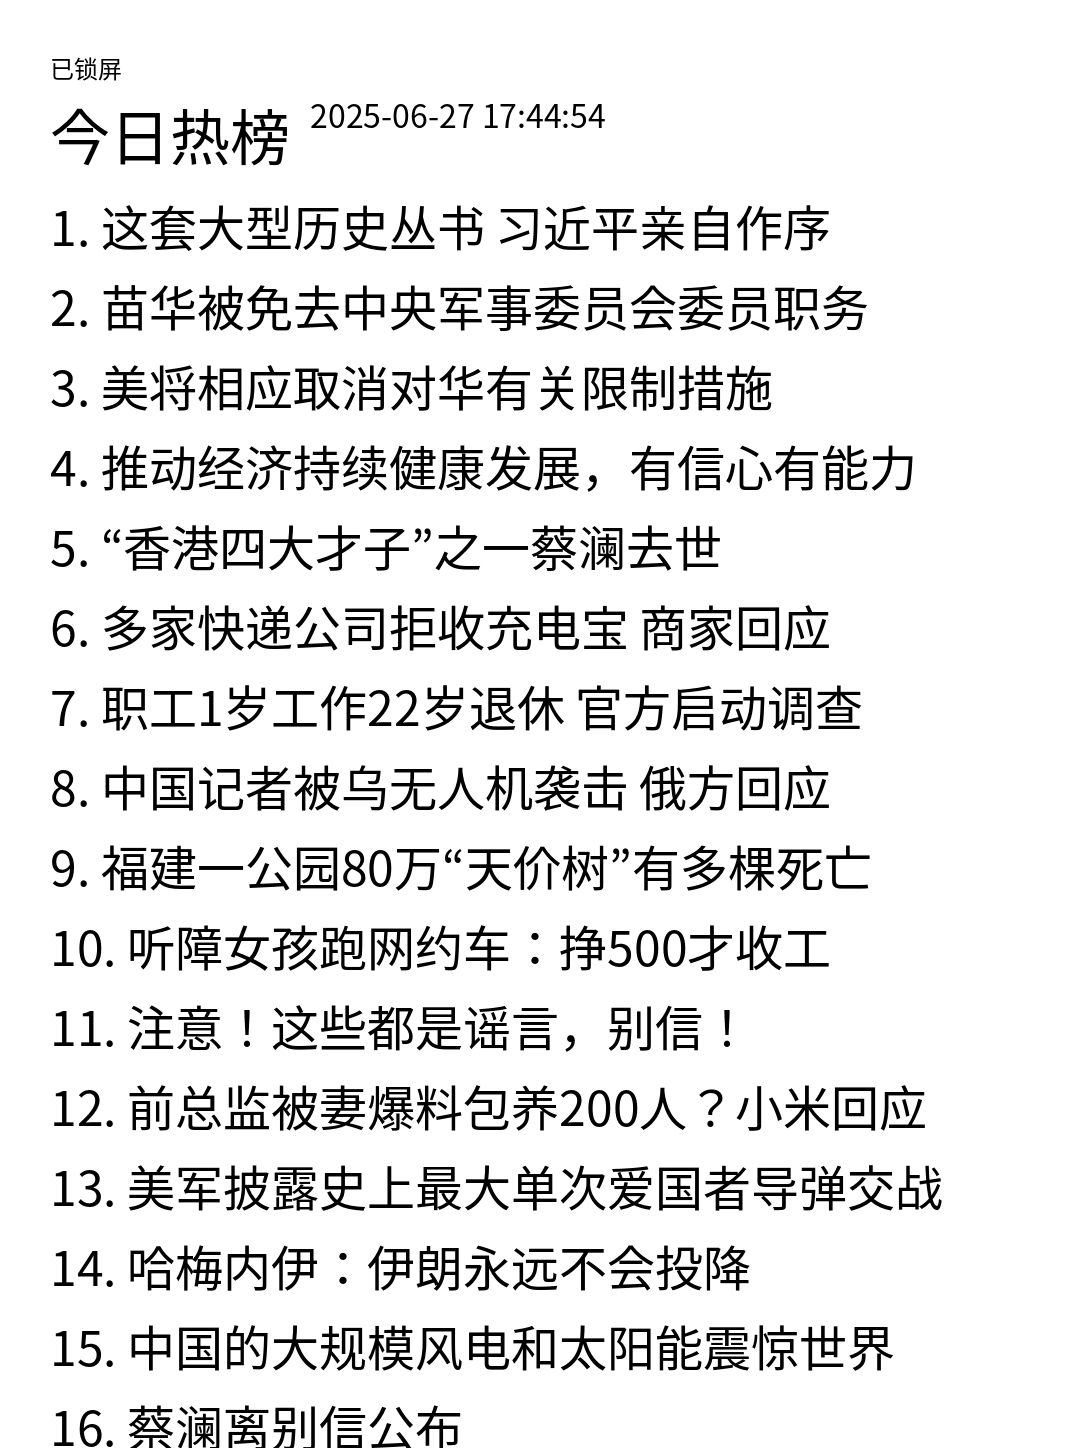 已锁屏
今日热榜 2025-06-27 17:44:54
1. 这套大型历史丛书 习近平亲自作序
2. 苗华被免去中央军事委员会委员职务
3. 美将相应取消对华有关限制措施
4. 推动经济持续健康发展，有信心有能力
5. “香港四大才子”之一蔡澜去世
6. 多家快递公司拒收充电宝 商家回应
7. 职工1岁工作22岁退休 官方启动调查
8. 中国记者被乌无人机袭击 俄方回应
9. 福建一公园80万“天价树”有多棵死亡
10. 听障女孩跑网约车：挣500才收工
11. 注意！这些都是谣言，别信！
12. 前总监被妻爆料包养200人？小米回应
13. 美军披露史上最大单次爱国者导弹交战
14. 哈梅内伊：伊朗永远不会投降
15. 中国的大规模风电和太阳能震惊世界
16. 蔡澜离别信公布